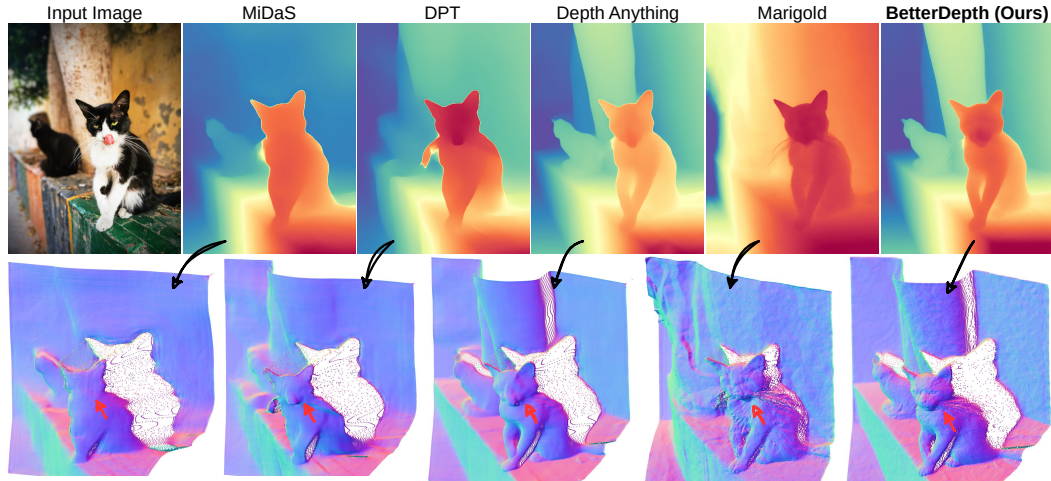 Input Image
MiDaS
DPT
Depth Anything
Marigold
BetterDepth (Ours)